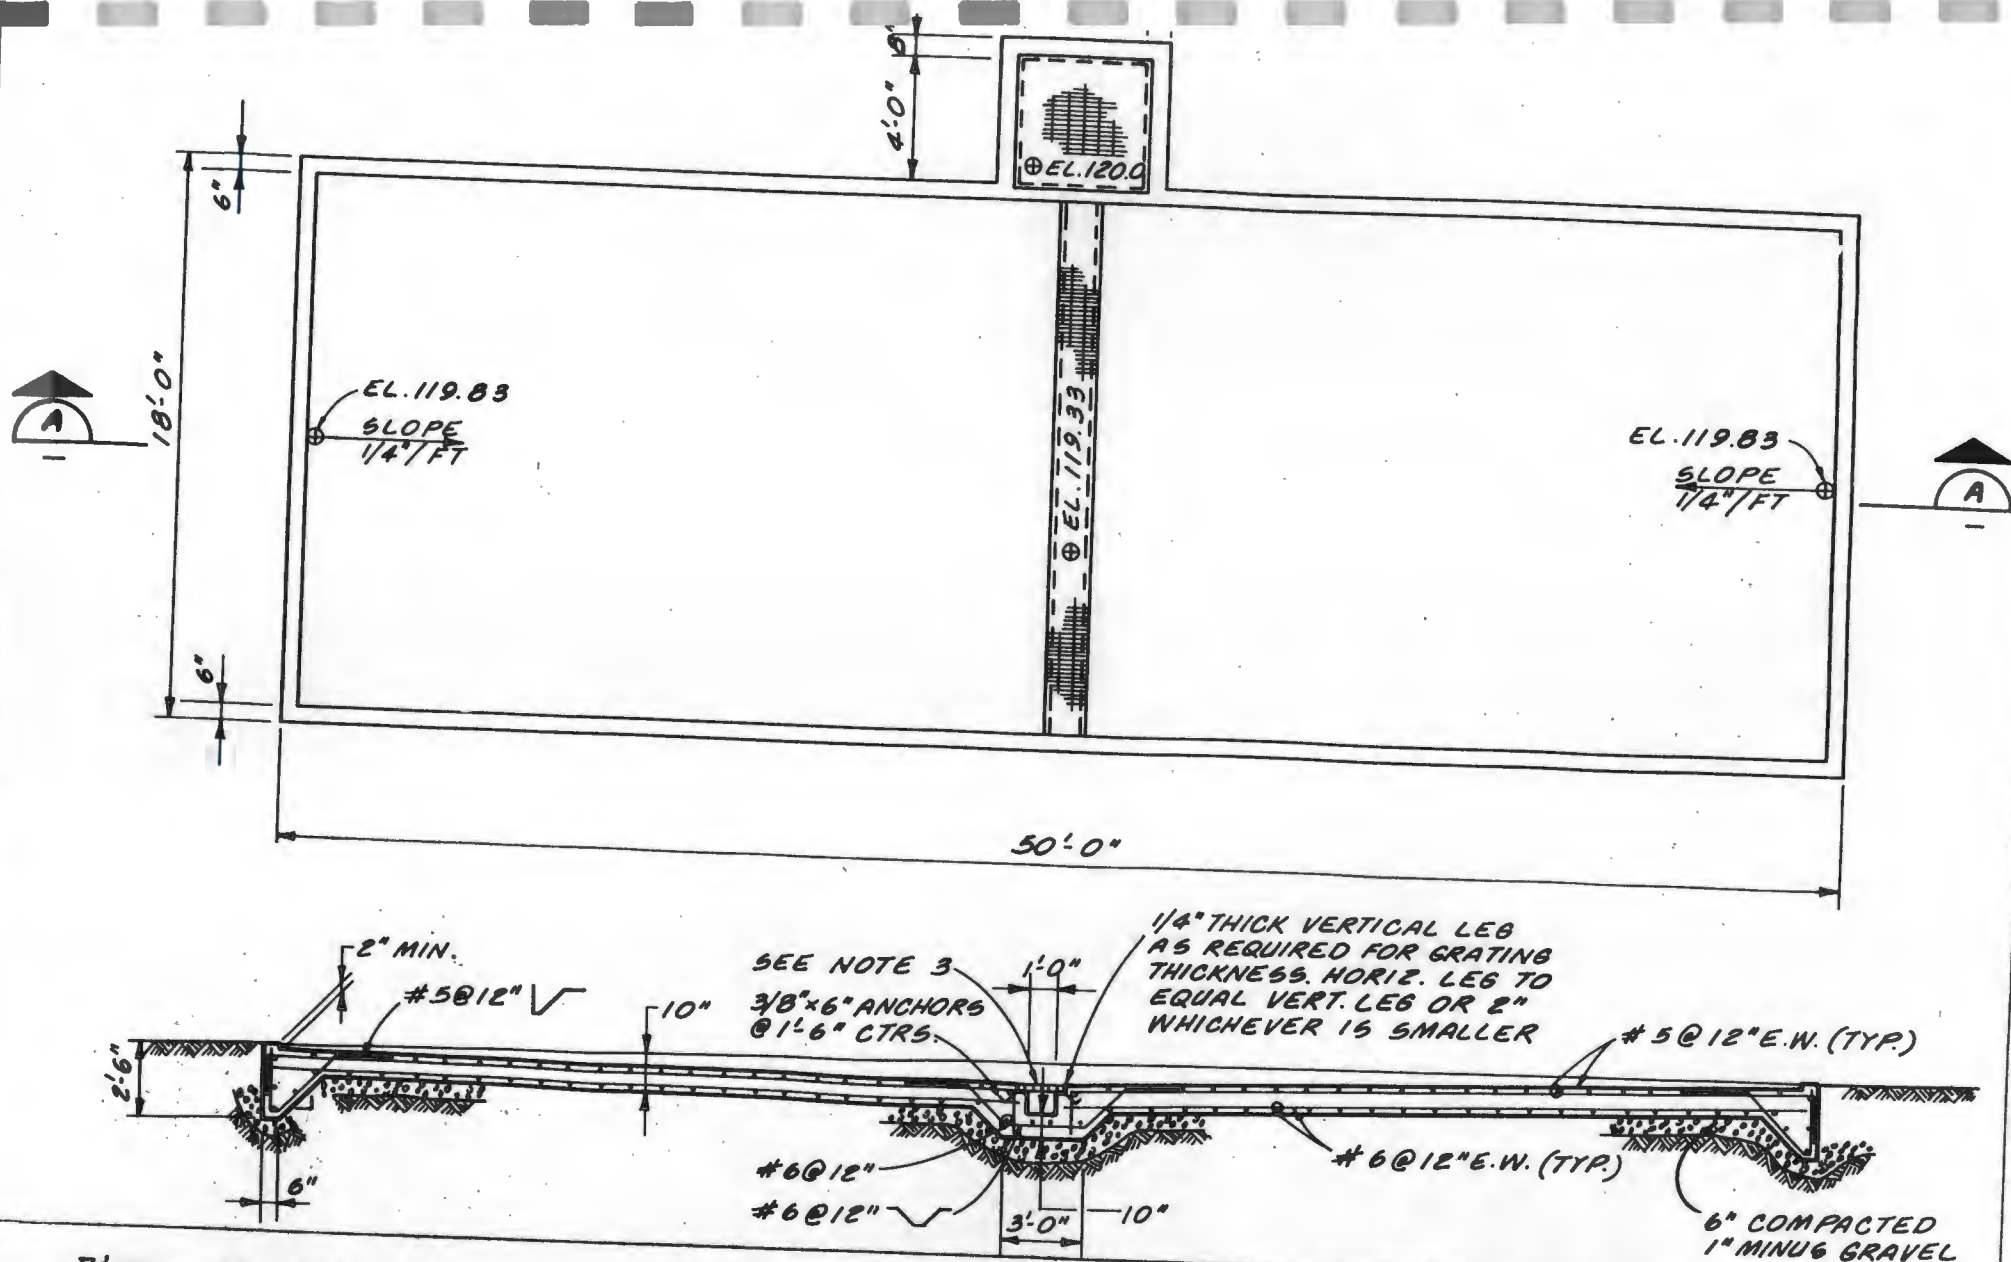 8"
4'-0"
⊕ EL.120.0
6"
18'-0"
EL.119.83
SLOPE
1/4"/FT
A
⊕ EL.119.33
EL.119.83
SLOPE
1/4"/FT
A
6"
50'-0"
2" MIN.
#5@12"
10"
SEE NOTE 3
3/8"x6" ANCHORS
@1'-6" CTRS.
1'-0"
1/4" THICK VERTICAL LEG
AS REQUIRED FOR GRATING
THICKNESS. HORIZ. LEG TO
EQUAL VERT. LEG OR 2"
WHICHEVER IS SMALLER
#5@12" E.W. (TYP.)
2'-6"
6"
#6@12"
#6@12"
3'-0"
10"
#6@12" E.W. (TYP.)
6" COMPACTED
1" MINUS GRAVEL